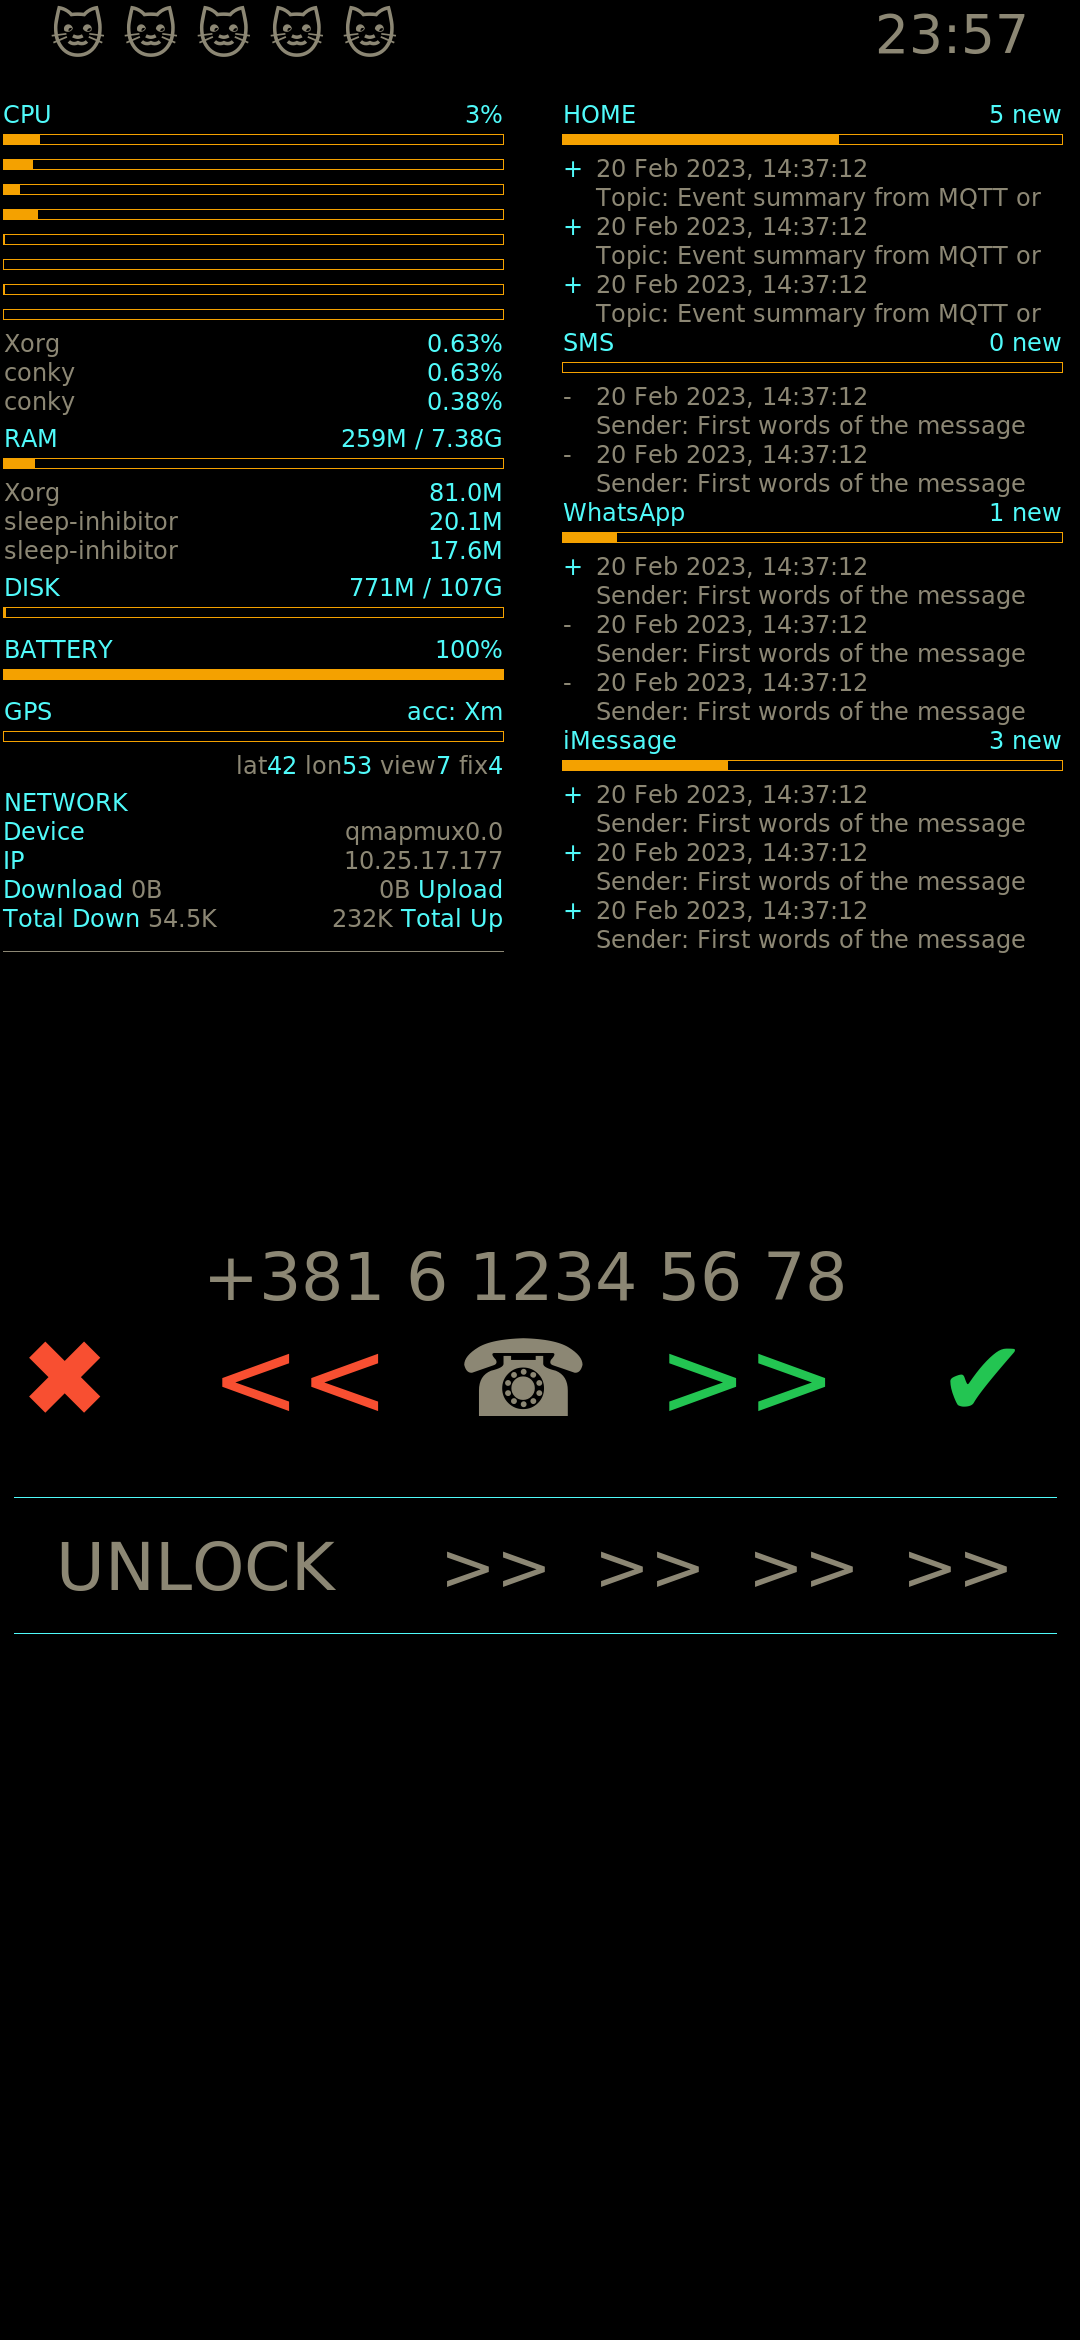 🐱 🐱 🐱 🐱 🐱 23:57
CPU 3%
Xorg 0.63%
conky 0.63%
conky 0.38%
RAM 259M / 7.38G
Xorg 81.0M
sleep-inhibitor 20.1M
sleep-inhibitor 17.6M
DISK 771M / 107G
BATTERY 100%
GPS acc: Xm
lat42 lon53 view7 fix4
NETWORK
Device qmapmux0.0
IP 10.25.17.177
Download 0B 0B Upload
Total Down 54.5K 232K Total Up
HOME 5 new
+ 20 Feb 2023, 14:37:12
Topic: Event summary from MQTT or
+ 20 Feb 2023, 14:37:12
Topic: Event summary from MQTT or
+ 20 Feb 2023, 14:37:12
Topic: Event summary from MQTT or
SMS 0 new
- 20 Feb 2023, 14:37:12
Sender: First words of the message
- 20 Feb 2023, 14:37:12
Sender: First words of the message
WhatsApp 1 new
+ 20 Feb 2023, 14:37:12
Sender: First words of the message
- 20 Feb 2023, 14:37:12
Sender: First words of the message
- 20 Feb 2023, 14:37:12
Sender: First words of the message
iMessage 3 new
+ 20 Feb 2023, 14:37:12
Sender: First words of the message
+ 20 Feb 2023, 14:37:12
Sender: First words of the message
+ 20 Feb 2023, 14:37:12
Sender: First words of the message
+381 6 1234 56 78
✖ << ☎ >> ✔
UNLOCK >> >> >> >>